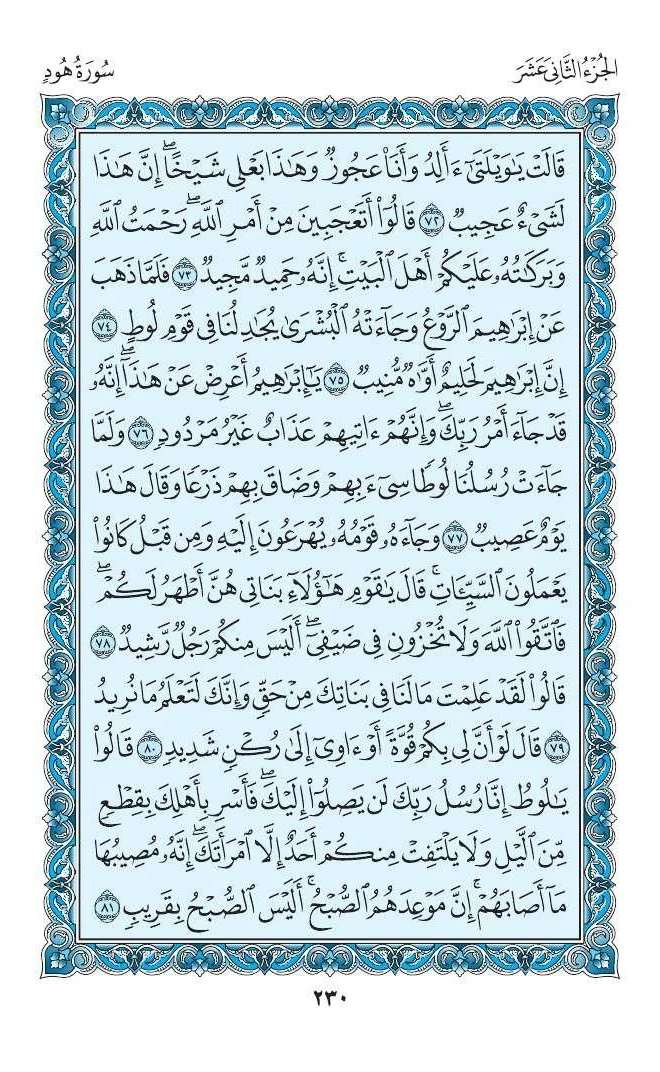 الجُزْءُ الثَّانِي عَشَرَ
سُورَةُ هُودٍ
قَالَتْ يَٰوَيْلَتَىٰٓ ءَأَلِدُ وَأَنَا۠ عَجُوزٌ وَهَٰذَا بَعْلِى شَيْخًا ۖ إِنَّ هَٰذَا
لَشَىْءٌ عَجِيبٌ ٧٢ قَالُوٓا۟ أَتَعْجَبِينَ مِنْ أَمْرِ ٱللَّهِ ۖ رَحْمَتُ ٱللَّهِ
وَبَرَكَٰتُهُۥ عَلَيْكُمْ أَهْلَ ٱلْبَيْتِ ۚ إِنَّهُۥ حَمِيدٌ مَّجِيدٌ ٧٣ فَلَمَّا ذَهَبَ
عَنْ إِبْرَٰهِيمَ ٱلرَّوْعُ وَجَآءَتْهُ ٱلْبُشْرَىٰ يُجَٰدِلُنَا فِى قَوْمِ لُوطٍ ٧٤
إِنَّ إِبْرَٰهِيمَ لَحَلِيمٌ أَوَّٰهٌ مُّنِيبٌ ٧٥ يَٰٓإِبْرَٰهِيمُ أَعْرِضْ عَنْ هَٰذَآ ۖ إِنَّهُۥ
قَدْ جَآءَ أَمْرُ رَبِّكَ ۖ وَإِنَّهُمْ ءَاتِيهِمْ عَذَابٌ غَيْرُ مَرْدُودٍ ٧٦ وَلَمَّا
جَآءَتْ رُسُلُنَا لُوطًا سِىٓءَ بِهِمْ وَضَاقَ بِهِمْ ذَرْعًا وَقَالَ هَٰذَا
يَوْمٌ عَصِيبٌ ٧٧ وَجَآءَهُۥ قَوْمُهُۥ يُهْرَعُونَ إِلَيْهِ وَمِن قَبْلُ كَانُوا۟
يَعْمَلُونَ ٱلسَّيِّـَٔاتِ ۚ قَالَ يَٰقَوْمِ هَٰٓؤُلَآءِ بَنَاتِى هُنَّ أَطْهَرُ لَكُمْ ۖ
فَٱتَّقُوا۟ ٱللَّهَ وَلَا تُخْزُونِ فِى ضَيْفِىٓ ۖ أَلَيْسَ مِنكُمْ رَجُلٌ رَّشِيدٌ ٧٨
قَالُوا۟ لَقَدْ عَلِمْتَ مَا لَنَا فِى بَنَاتِكَ مِنْ حَقٍّ وَإِنَّكَ لَتَعْلَمُ مَا نُرِيدُ
٧٩ قَالَ لَوْ أَنَّ لِى بِكُمْ قُوَّةً أَوْ ءَاوِىٓ إِلَىٰ رُكْنٍ شَدِيدٍ ٨٠ قَالُوا۟
يَٰلُوطُ إِنَّا رُسُلُ رَبِّكَ لَن يَصِلُوٓا۟ إِلَيْكَ ۖ فَأَسْرِ بِأَهْلِكَ بِقِطْعٍ
مِّنَ ٱلَّيْلِ وَلَا يَلْتَفِتْ مِنكُمْ أَحَدٌ إِلَّا ٱمْرَأَتَكَ ۖ إِنَّهُۥ مُصِيبُهَا
مَآ أَصَابَهُمْ ۚ إِنَّ مَوْعِدَهُمُ ٱلصُّبْحُ ۚ أَلَيْسَ ٱلصُّبْحُ بِقَرِيبٍ ٨١
٢٣٠